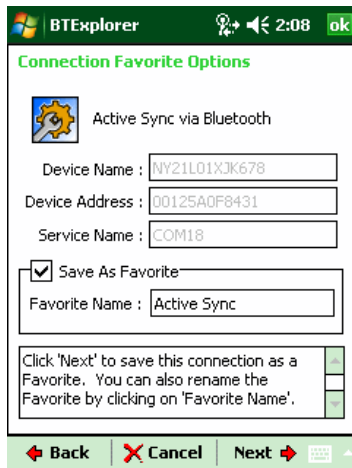 BTExplorer 2:08 ok
Connection Favorite Options
Active Sync via Bluetooth
Device Name : NY21L01XJK678
Device Address : 00125A0F8431
Service Name : COM18
Save As Favorite
Favorite Name : Active Sync
Click 'Next' to save this connection as a
Favorite. You can also rename the
Favorite by clicking on 'Favorite Name'.
Back Cancel Next